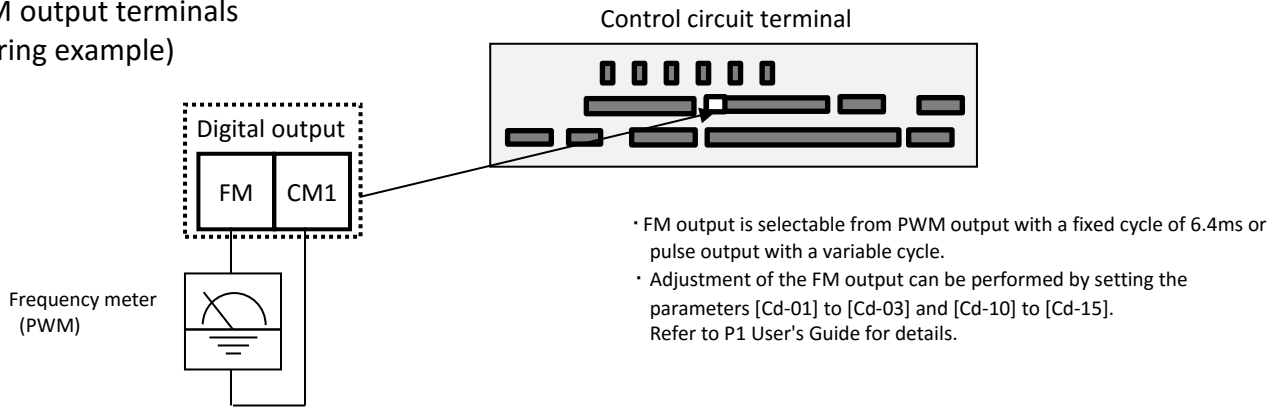 M output terminals
ring example)
Control circuit terminal
Digital output
FM CM1
Frequency meter
(PWM)
・FM output is selectable from PWM output with a fixed cycle of 6.4ms or
pulse output with a variable cycle.
・ Adjustment of the FM output can be performed by setting the
parameters [Cd-01] to [Cd-03] and [Cd-10] to [Cd-15].
Refer to P1 User's Guide for details.